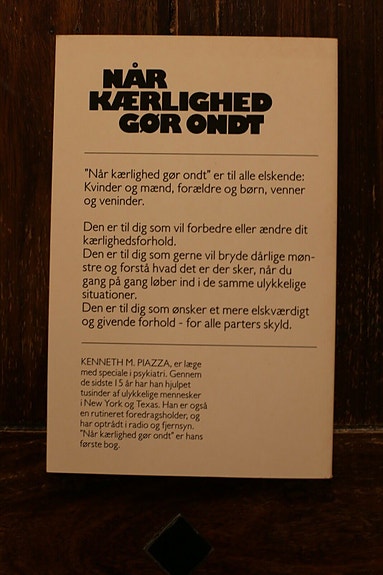 NÅR
KÆRLIGHED
GØR ONDT
"Når kærlighed gør ondt" er til alle elskende:
Kvinder og mænd, forældre og børn, venner
og veninder.
Den er til dig som vil forbedre eller ændre dit
kærlighedsforhold.
Den er til dig som gerne vil bryde dårlige møn-
stre og forstå hvad det er der sker, når du
gang på gang løber ind i de samme ulykkelige
situationer.
Den er til dig som ønsker et mere elskværdigt
og givende forhold - for alle parters skyld.
KENNETH M. PIAZZA, er læge
med speciale i psykiatri. Gennem
de sidste 15 år har han hjulpet
tusinder af ulykkelige mennesker
i New York og Texas. Han er også
en rutineret foredragsholder, og
har optrådt i radio og fjernsyn.
"Når kærlighed gør ondt" er hans
første bog.